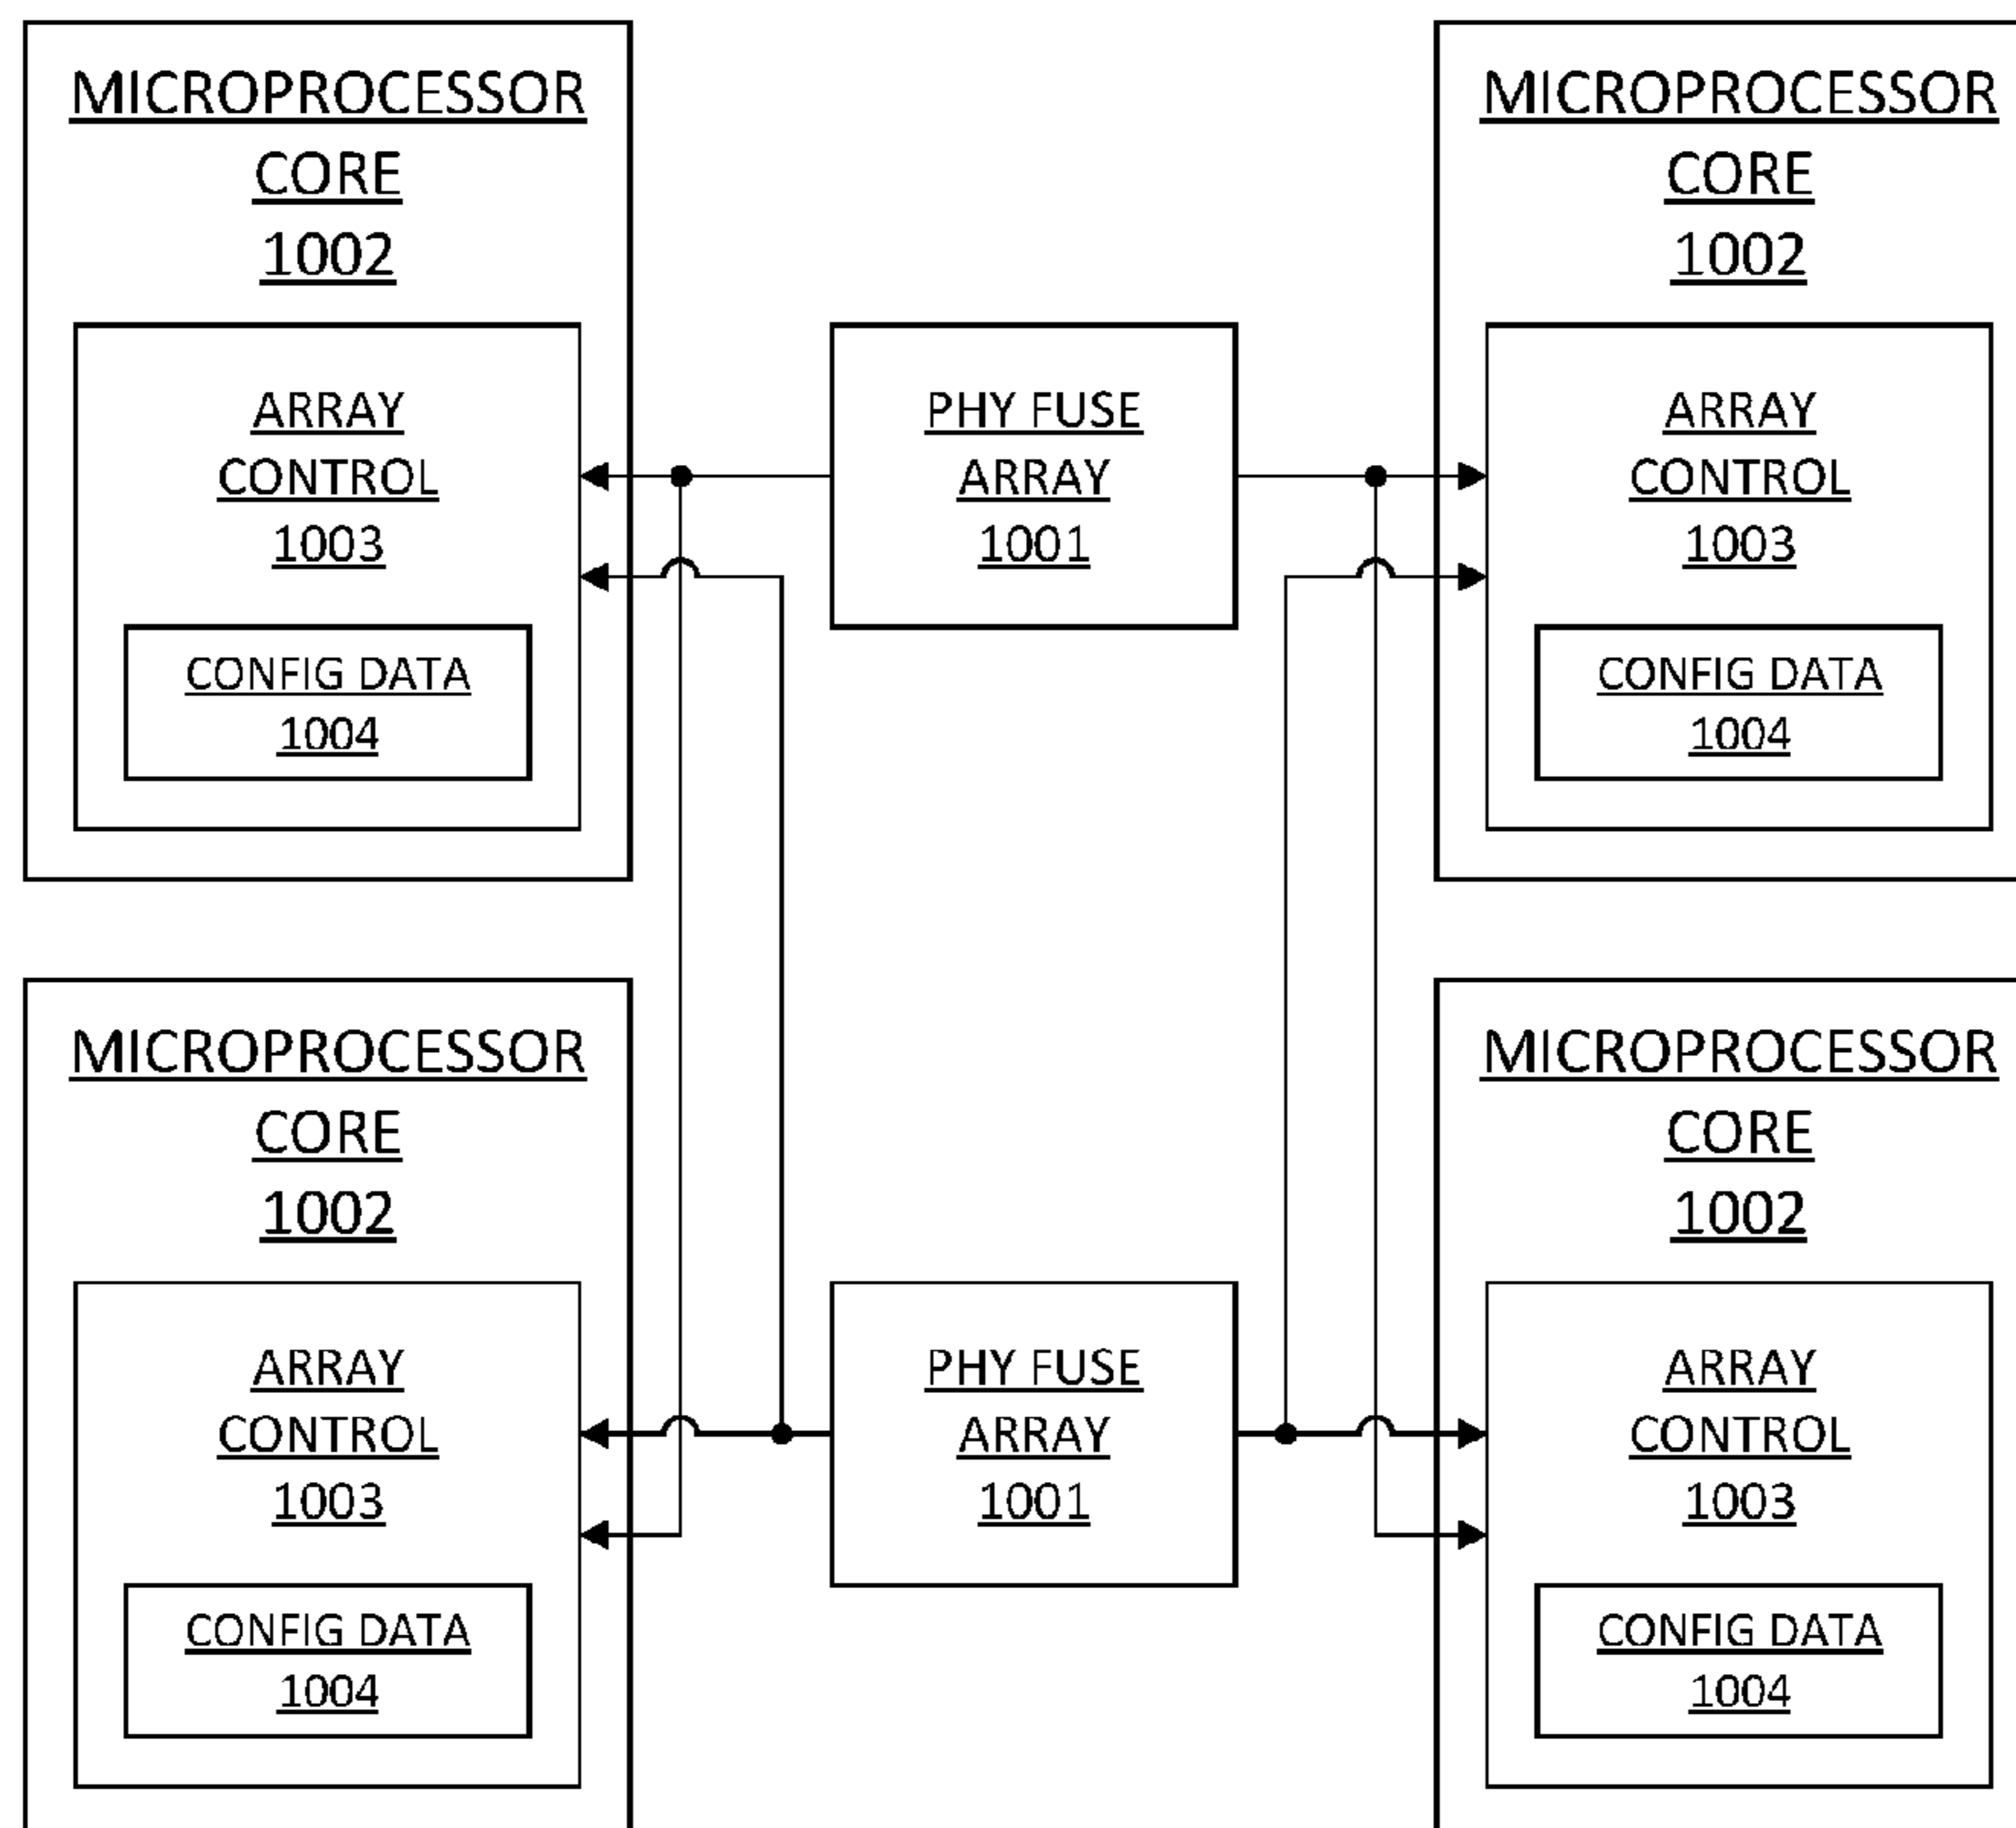 MICROPROCESSOR
CORE
1002
ARRAY
CONTROL
1003
CONFIG DATA
1004
PHY FUSE
ARRAY
1001
MICROPROCESSOR
CORE
1002
ARRAY
CONTROL
1003
CONFIG DATA
1004
MICROPROCESSOR
CORE
1002
ARRAY
CONTROL
1003
CONFIG DATA
1004
PHY FUSE
ARRAY
1001
MICROPROCESSOR
CORE
1002
ARRAY
CONTROL
1003
CONFIG DATA
1004